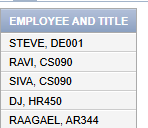 EMPLOYEE AND TITLE
STEVE, DE001
RAVI, CS090
SIVA, CS090
DJ, HR450
RAAGAEL, AR344